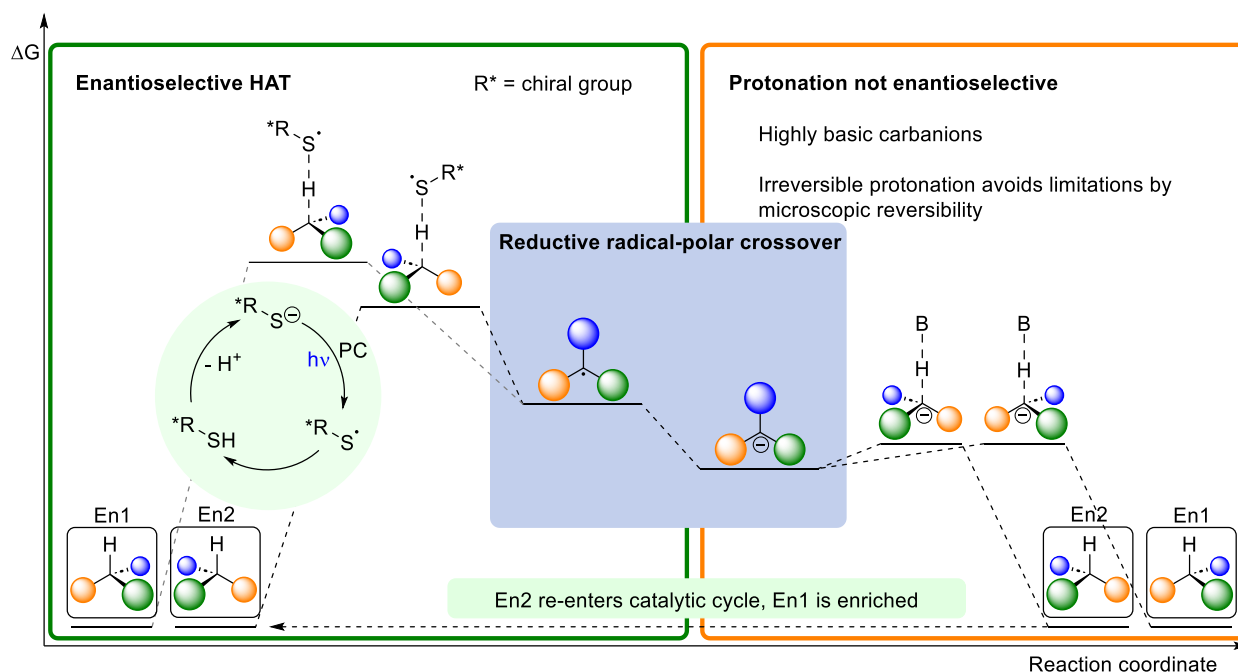 ΔG
Enantioselective HAT
R* = chiral group
Protonation not enantioselective
Highly basic carbanions
Irreversible protonation avoids limitations by
microscopic reversibility
*R
S·
H
·S
R*
H
Reductive radical-polar crossover
*R
S⊖
- H⁺
hν
PC
*R
SH
*R
S·
·
⊖
B
H
⊖
B
H
⊖
En1
H
En2
H
En2
H
En1
H
En2 re-enters catalytic cycle, En1 is enriched
Reaction coordinate